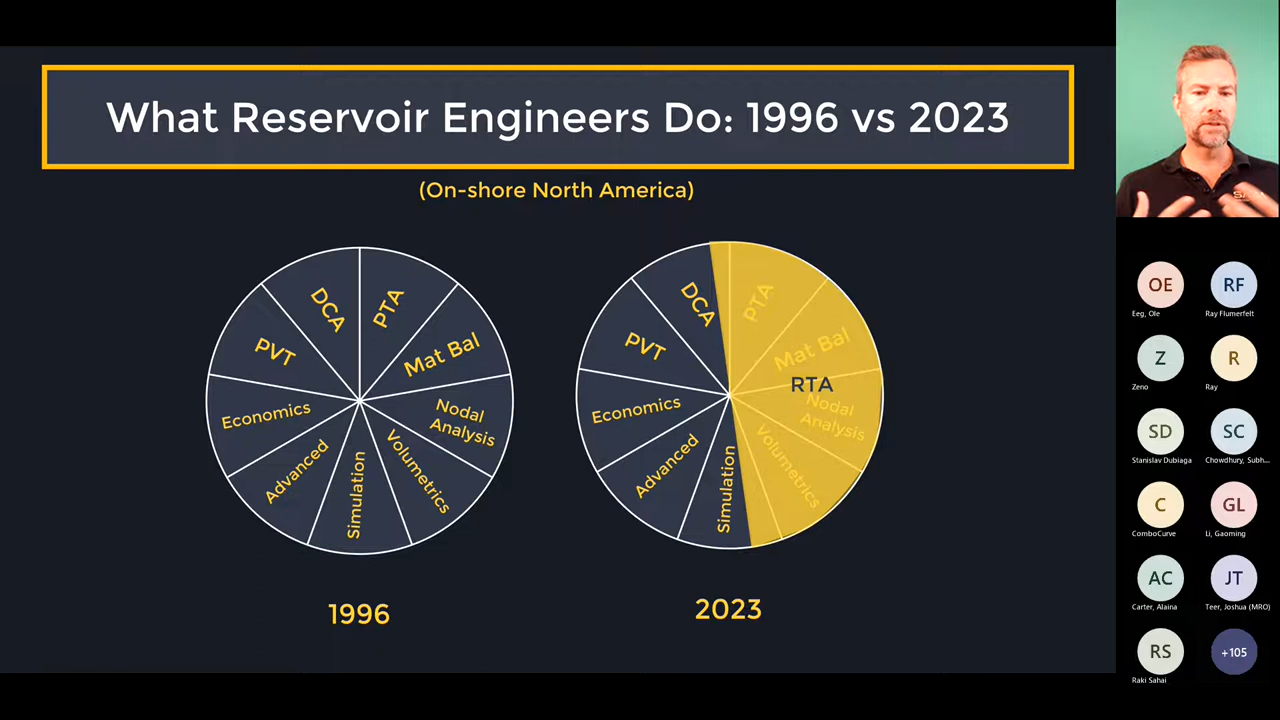 What Reservoir Engineers Do: 1996 vs 2023
(On-shore North America)
DCA
PTA
PVT
Mat Bal
Economics
Nodal
Analysis
Advanced
Simulation
Volumetrics
1996
DCA
PTA
PVT
Mat Bal
RTA
Economics
Nodal
Analysis
Advanced
Simulation
Volumetrics
2023
OE
Eeg, Ole
RF
Ray Flumerfelt
Z
Zeno
R
Ray
SD
Stanislav Dubiaga
SC
Chowdhury, Subh...
C
ComboCurve
GL
Li, Gaoming
AC
Carter, Alaina
JT
Teer, Joshua (MRO)
RS
Raki Sahai
+105